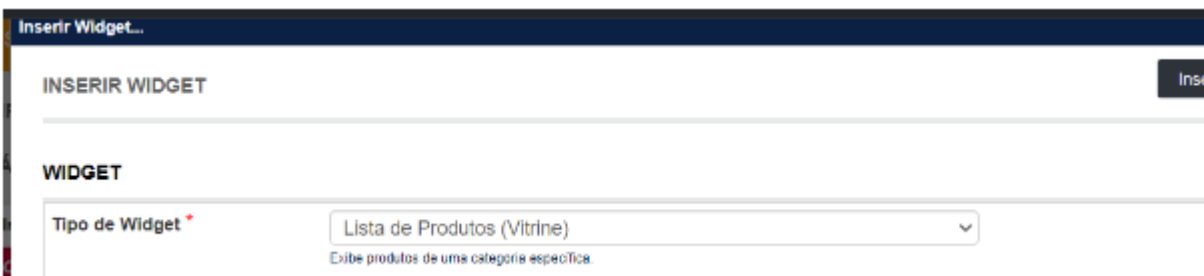 Inserir Widget...
INSERIR WIDGET
WIDGET
Tipo de Widget *
Lista de Produtos (Vitrine)
Exibe produtos de uma categoria específica.